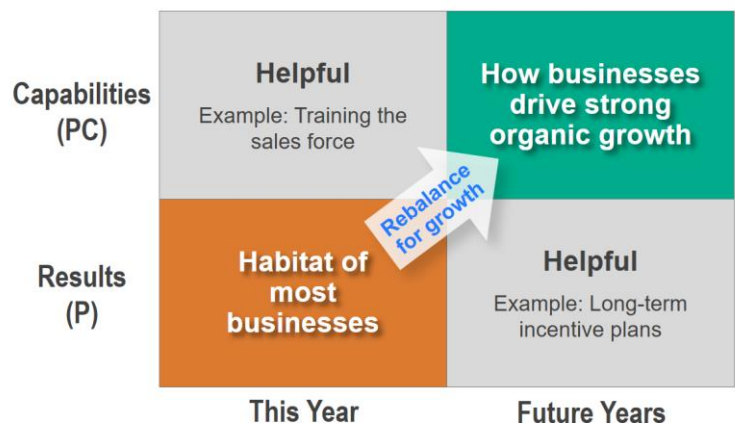 Capabilities
(PC)
Helpful
Example: Training the
sales force
How businesses
drive strong
organic growth
Rebalance
for growth
Results
(P)
Habitat of
most
businesses
Helpful
Example: Long-term
incentive plans
This Year
Future Years